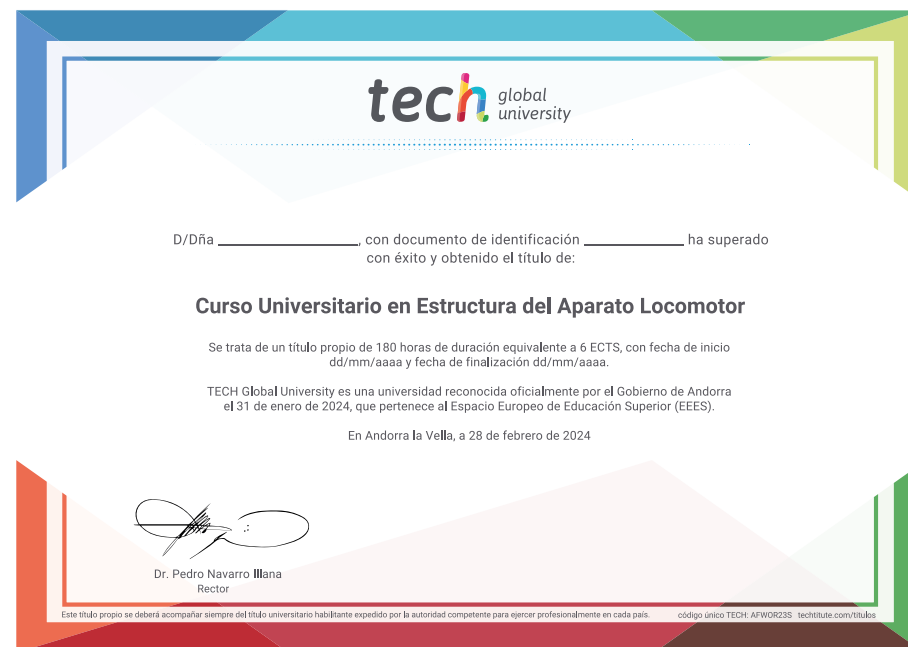 tech global
university
D/Dña ____________________, con documento de identificación ______________ ha superado
con éxito y obtenido el título de:
Curso Universitario en Estructura del Aparato Locomotor
Se trata de un título propio de 180 horas de duración equivalente a 6 ECTS, con fecha de inicio
dd/mm/aaaa y fecha de finalización dd/mm/aaaa.
TECH Global University es una universidad reconocida oficialmente por el Gobierno de Andorra
el 31 de enero de 2024, que pertenece al Espacio Europeo de Educación Superior (EEES).
En Andorra la Vella, a 28 de febrero de 2024
Dr. Pedro Navarro Illana
Rector
Este título propio se deberá acompañar siempre del título universitario habilitante expedido por la autoridad competente para ejercer profesionalmente en cada país. código único TECH: AFWOR23S techtitute.com/títulos